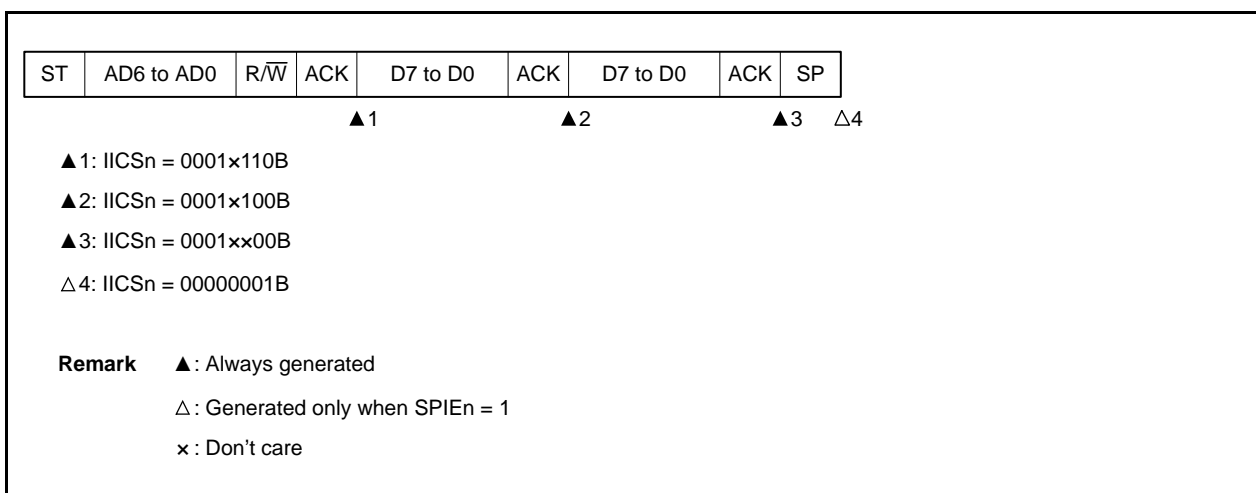 ST AD6 to AD0 R/W̅ ACK D7 to D0 ACK D7 to D0 ACK SP
▲1 ▲2 ▲3 △4
▲1: IICSn = 0001×110B
▲2: IICSn = 0001×100B
▲3: IICSn = 0001××00B
△4: IICSn = 00000001B
Remark ▲: Always generated
△: Generated only when SPIEn = 1
×: Don't care